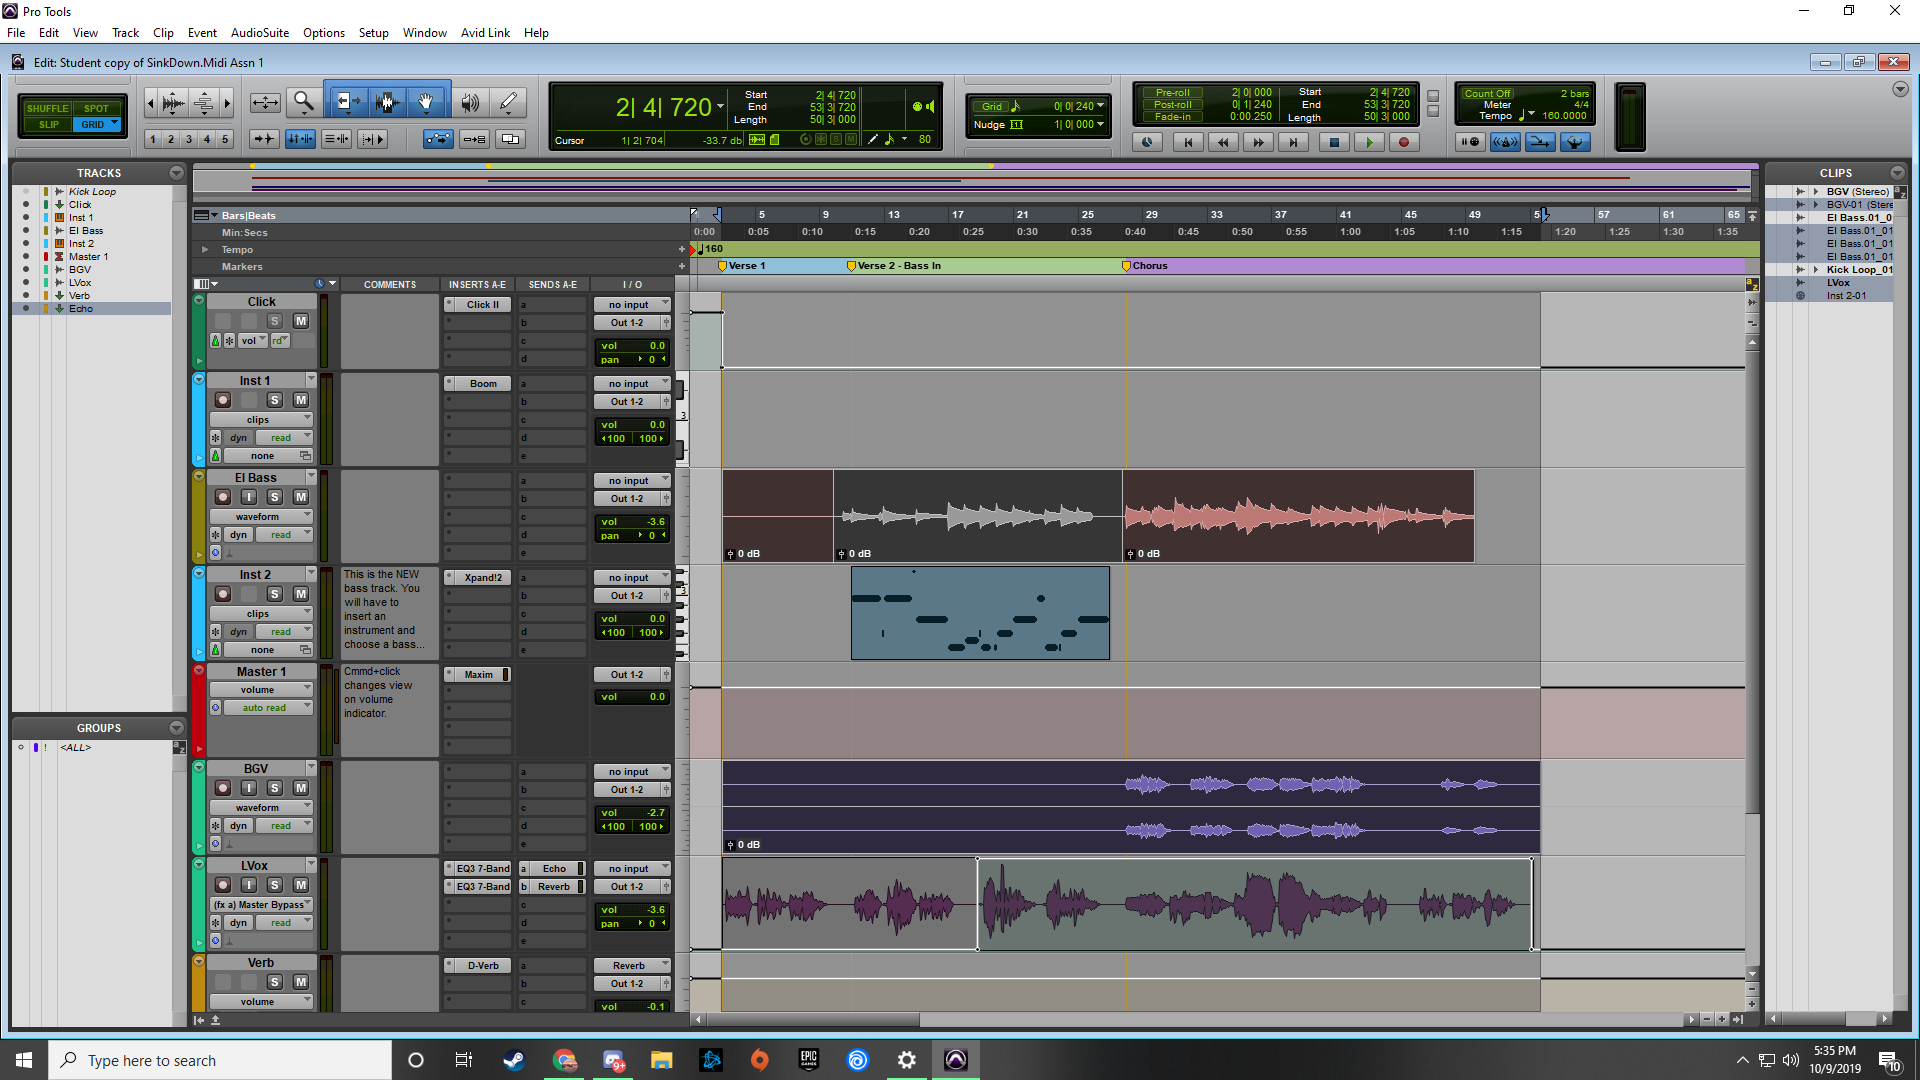 Pro Tools
File Edit View Track Clip Event AudioSuite Options Setup Window Avid Link Help
Edit: Student copy of SinkDown.Midi Assn 1
SHUFFLE SPOT
SLIP GRID
1 2 3 4 5
2| 4| 720
Start 2| 4| 720
End 53| 3| 720
Length 50| 3| 000
Cursor 1| 2| 704 -33.7 db 80
Grid 0| 0| 240
Nudge 1| 0| 000
Pre-roll 2| 0| 000
Post-roll 0| 1| 240
Fade-in 0:00.250
Start 2| 4| 720
End 53| 3| 720
Length 50| 3| 000
Count Off 2 bars
Meter 4/4
Tempo 160.0000
TRACKS
Kick Loop
Click
Inst 1
El Bass
Inst 2
Master 1
BGV
LVox
Verb
Echo
GROUPS
! <ALL>
Bars|Beats 5 9 13 17 21 25 29 33 37 41 45 49 57 61 65
Min:Secs 0:00 0:05 0:10 0:15 0:20 0:25 0:30 0:35 0:40 0:45 0:50 0:55 1:00 1:05 1:10 1:15 1:20 1:25 1:30 1:35
Tempo 160
Markers Verse 1 Verse 2 - Bass In Chorus
COMMENTS INSERTS A-E SENDS A-E I / O
Click
S M
vol rd
Click II
a b c d
no input
Out 1-2
vol 0.0
pan 0
Inst 1
S M
clips
dyn read
none
Boom
a b c d e
no input
Out 1-2
vol 0.0
100 100
3
El Bass
I S M
waveform
dyn read
a b c d e
no input
Out 1-2
vol -3.6
pan 0
0 dB 0 dB 0 dB
Inst 2
S M
clips
dyn read
none
This is the NEW
bass track. You
will have to
insert an
instrument and
choose a bass...
Xpand!2
a b c d e
no input
Out 1-2
vol 0.0
100 100
3
Master 1
volume
auto read
Cmmd+click
changes view
on volume
indicator.
Maxim
Out 1-2
vol 0.0
BGV
I S M
waveform
dyn read
a b c d e
no input
Out 1-2
vol -2.7
100 100
0 dB
LVox
I S M
(fx a) Master Bypass
dyn read
EQ3 7-Band
EQ3 7-Band
a Echo
b Reverb
c d e
no input
Out 1-2
vol -3.6
pan 0
Verb
S M
volume
D-Verb
a b c
Reverb
Out 1-2
vol -0.1
CLIPS
BGV (Stereo)
BGV-01 (Stere
El Bass.01_0
El Bass.01_01
El Bass.01_01
El Bass.01_01
Kick Loop_01
LVox
Inst 2-01
Type here to search
9+
EPIC GAMES
5:35 PM
10/9/2019
10